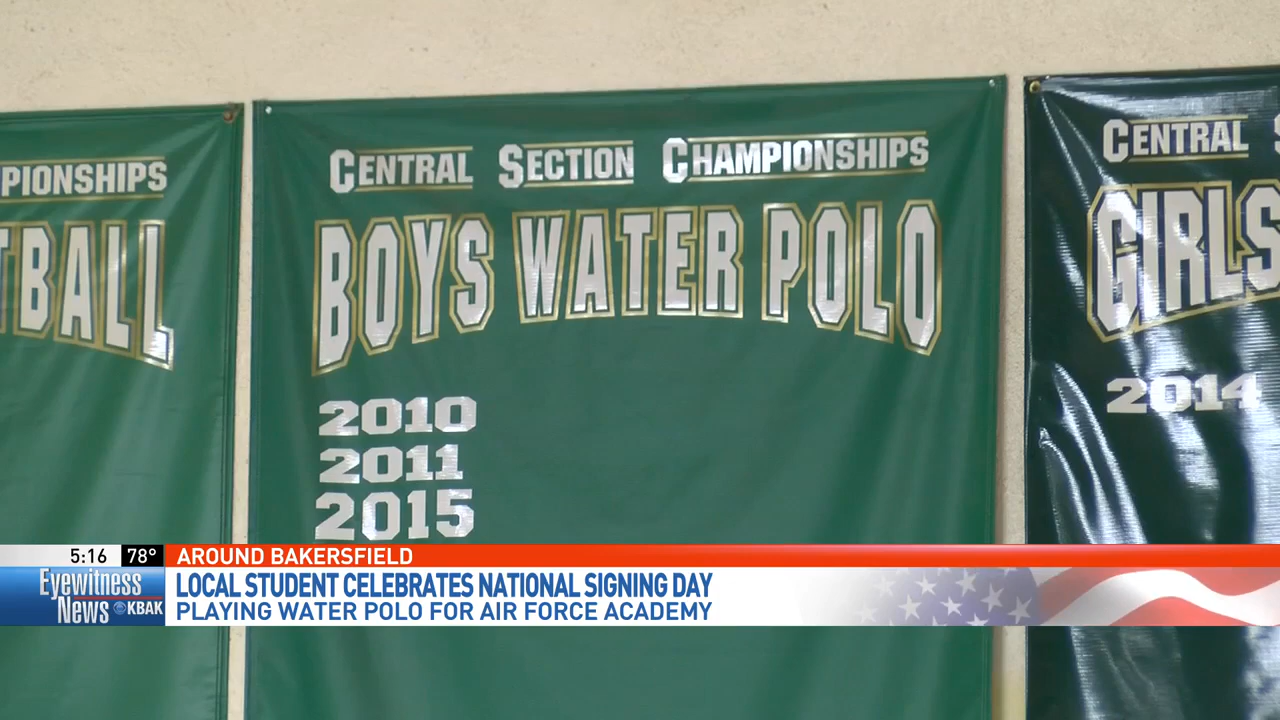 PIONSHIPS
TBALL
CENTRAL SECTION CHAMPIONSHIPS
BOYS WATER POLO
2010
2011
2015
CENTRAL
GIRLS
2014
5:16 78°
AROUND BAKERSFIELD
Eyewitness
News KBAK
LOCAL STUDENT CELEBRATES NATIONAL SIGNING DAY
PLAYING WATER POLO FOR AIR FORCE ACADEMY